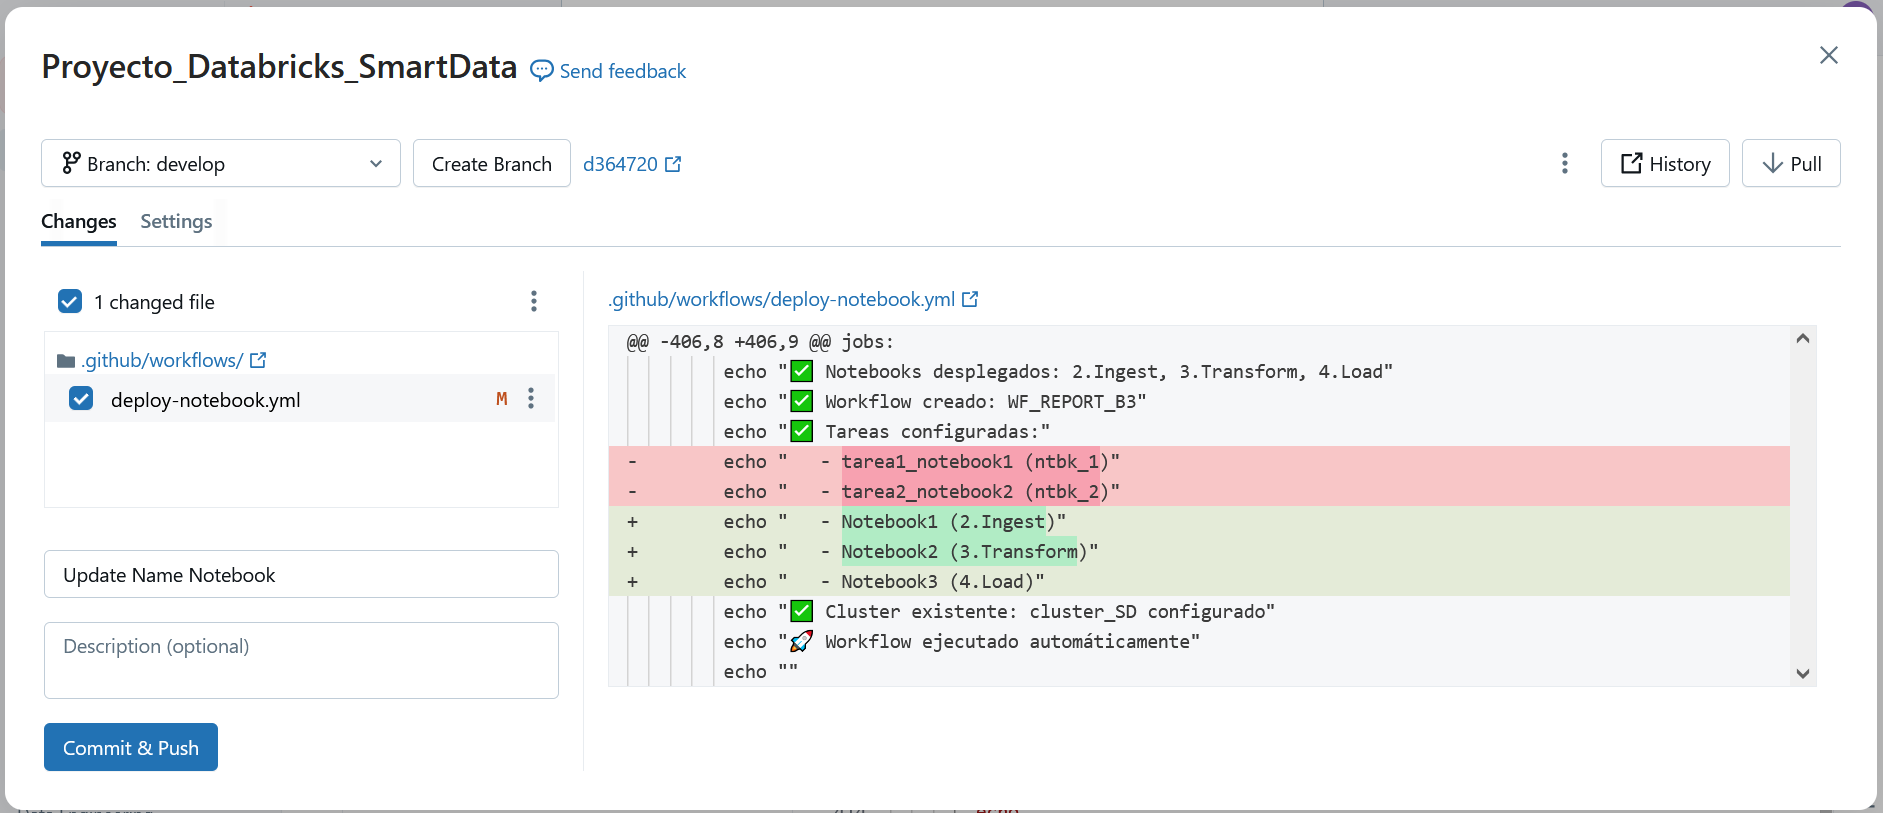 Proyecto_Databricks_SmartData
Send feedback
Branch: develop
Create Branch
d364720
History
Pull
Changes
Settings
1 changed file
.github/workflows/
deploy-notebook.yml
M
Update Name Notebook
Description (optional)
Commit & Push
.github/workflows/deploy-notebook.yml
@@ -406,8 +406,9... @@ jobs:
echo "✅ Notebooks desplegados: 2.Ingest, 3.Transform, 4.Load"
echo "✅ Workflow creado: WF_REPORT_B3"
echo "✅ Tareas configuradas:"
- echo "   - tarea1_notebook1 (ntbk_1)"
- echo "   - tarea2_notebook2 (ntbk_2)"
+ echo "   - Notebook1 (2.Ingest)"
+ echo "   - Notebook2 (3.Transform)"
+ echo "   - Notebook3 (4.Load)"
echo "✅ Cluster existente: cluster_SD configurado"
echo "🚀 Workflow ejecutado automáticamente"
echo ""